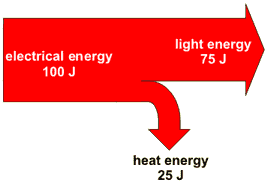 electrical energy
100 J
light energy
75 J
heat energy
25 J